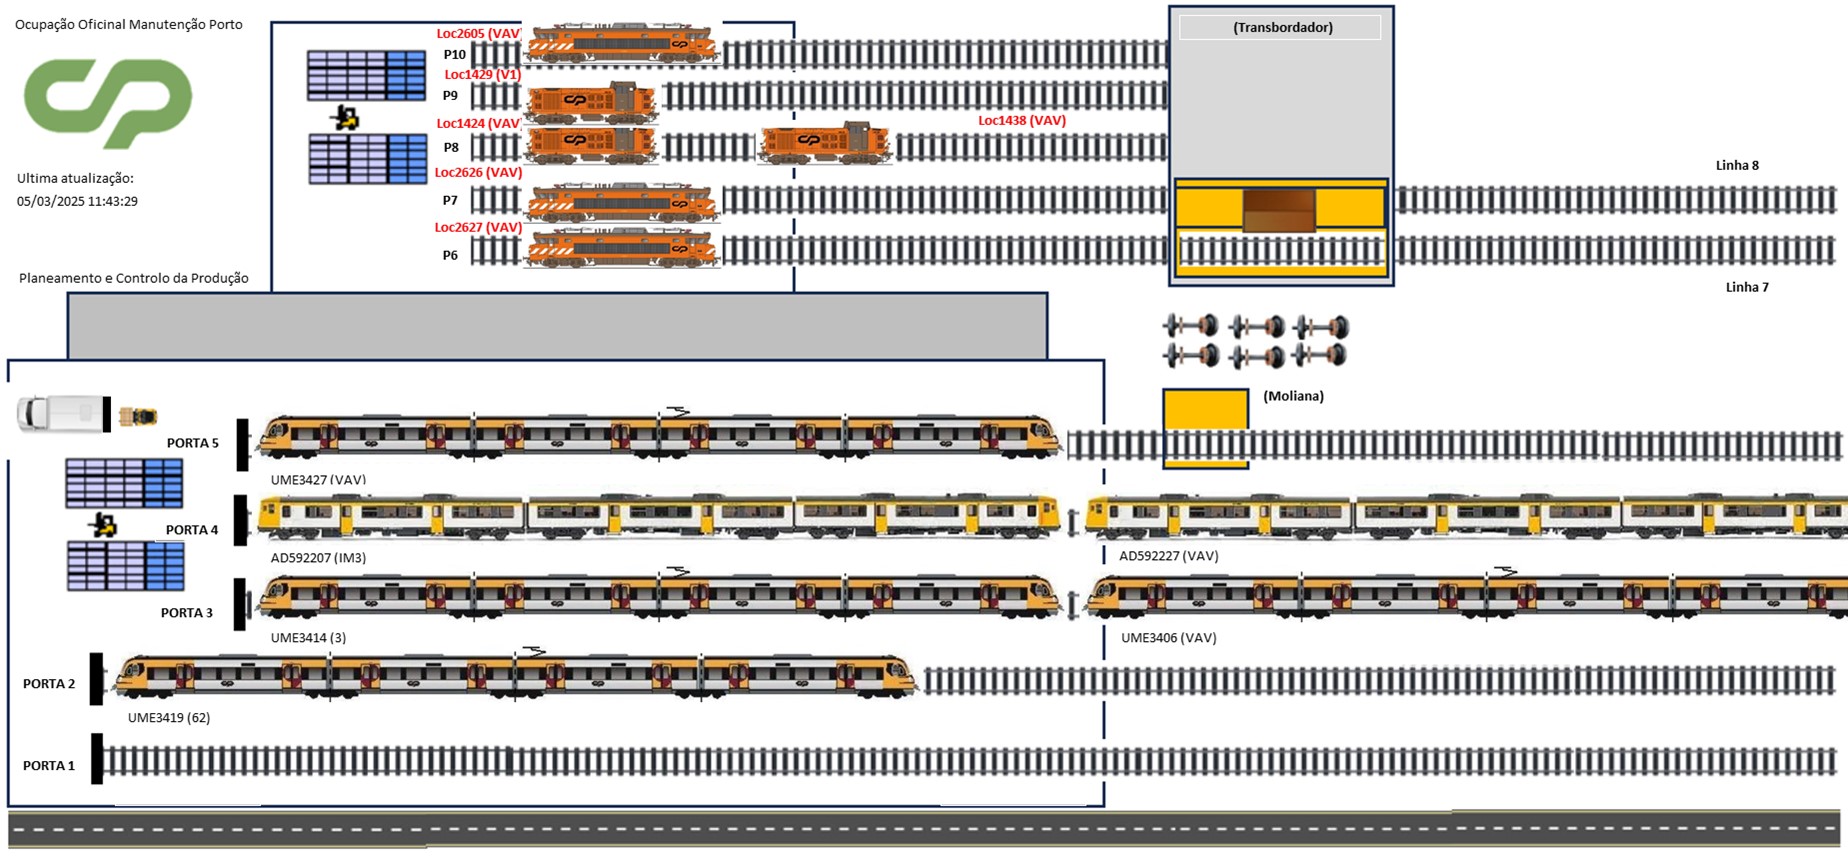 Ocupação Oficinal Manutenção Porto
CP
Ultima atualização:
05/03/2025 11:43:29
Planeamento e Controlo da Produção
Loc2605 (VAV)
P10
Loc1429 (V1)
P9
Loc1424 (VAV)
Loc1438 (VAV)
P8
Loc2626 (VAV)
P7
Loc2627 (VAV)
P6
(Transbordador)
Linha 8
Linha 7
(Moliana)
PORTA 5
UME3427 (VAV)
PORTA 4
AD592207 (IM3)
AD592227 (VAV)
PORTA 3
UME3414 (3)
UME3406 (VAV)
PORTA 2
UME3419 (62)
PORTA 1